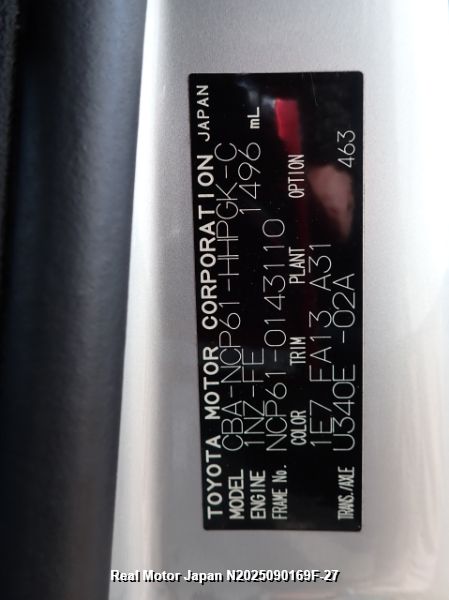 TOYOTA MOTOR CORPORATION JAPAN
MODEL CBA-NCP61-HHPGK-C
ENGINE 1NZ-FE 1496 mL
FRAME No. NCP61-0143110
COLOR TRIM PLANT OPTION
1E7 FA13 A31 463
TRANS./AXLE U340E -02A
Real Motor Japan N2025090169F-27